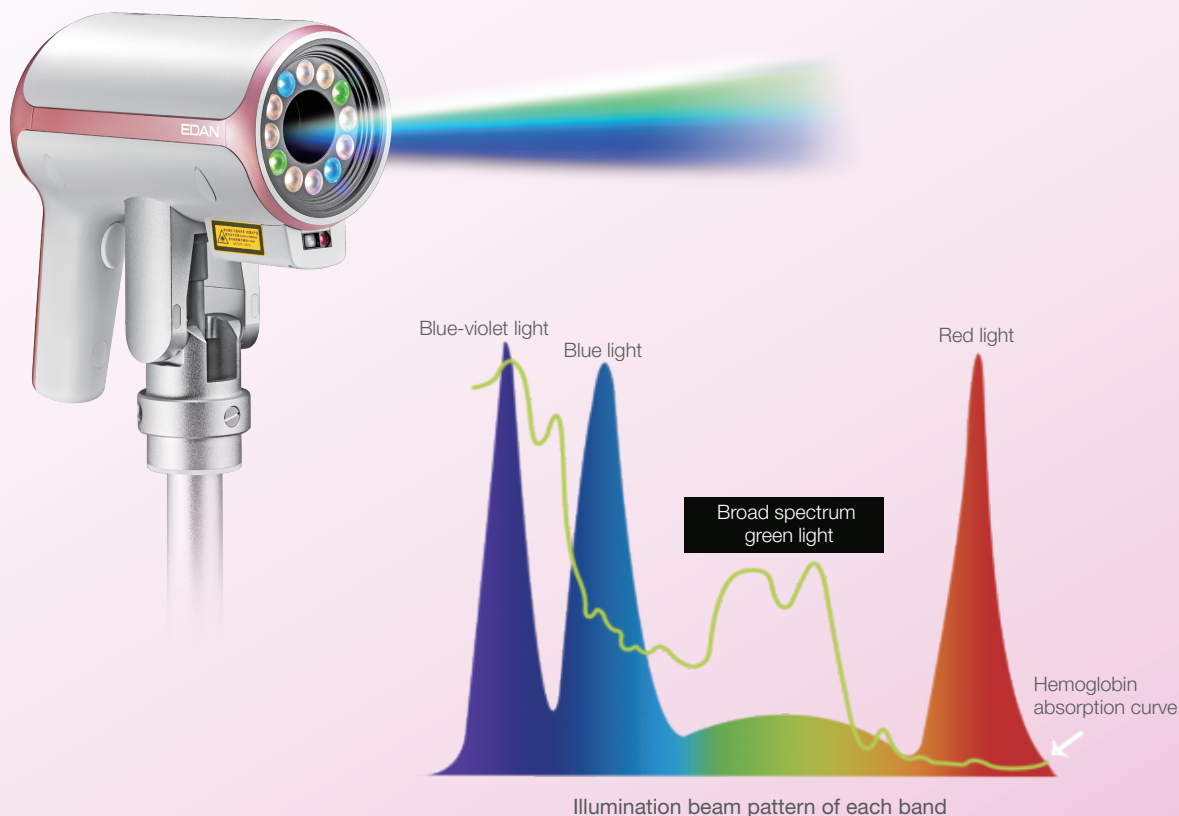 EDAN
Blue-violet light
Blue light
Red light
Broad spectrum
green light
Hemoglobin
absorption curve
Illumination beam pattern of each band